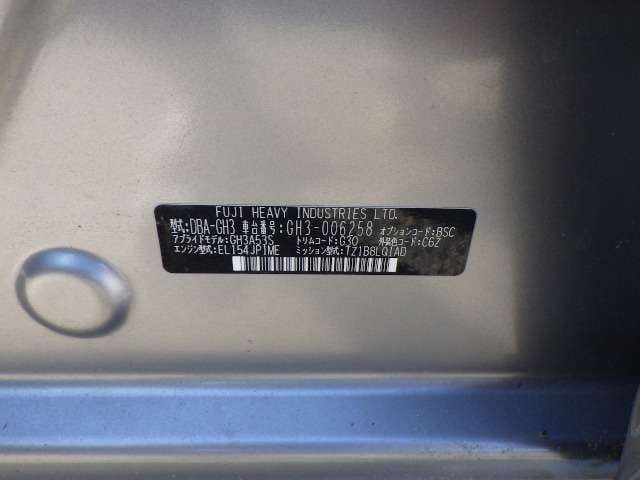 FUJI HEAVY INDUSTRIES LTD.
型式:DBA-GH3 車台番号:GH3-006258 オプションコード:BSC
アプライドモデル:GH3A53S トリムコード:G30 外装色コード:C6Z
エンジン型式:EL154JP1ME ミッション型式:TZ1B8LQ1AD